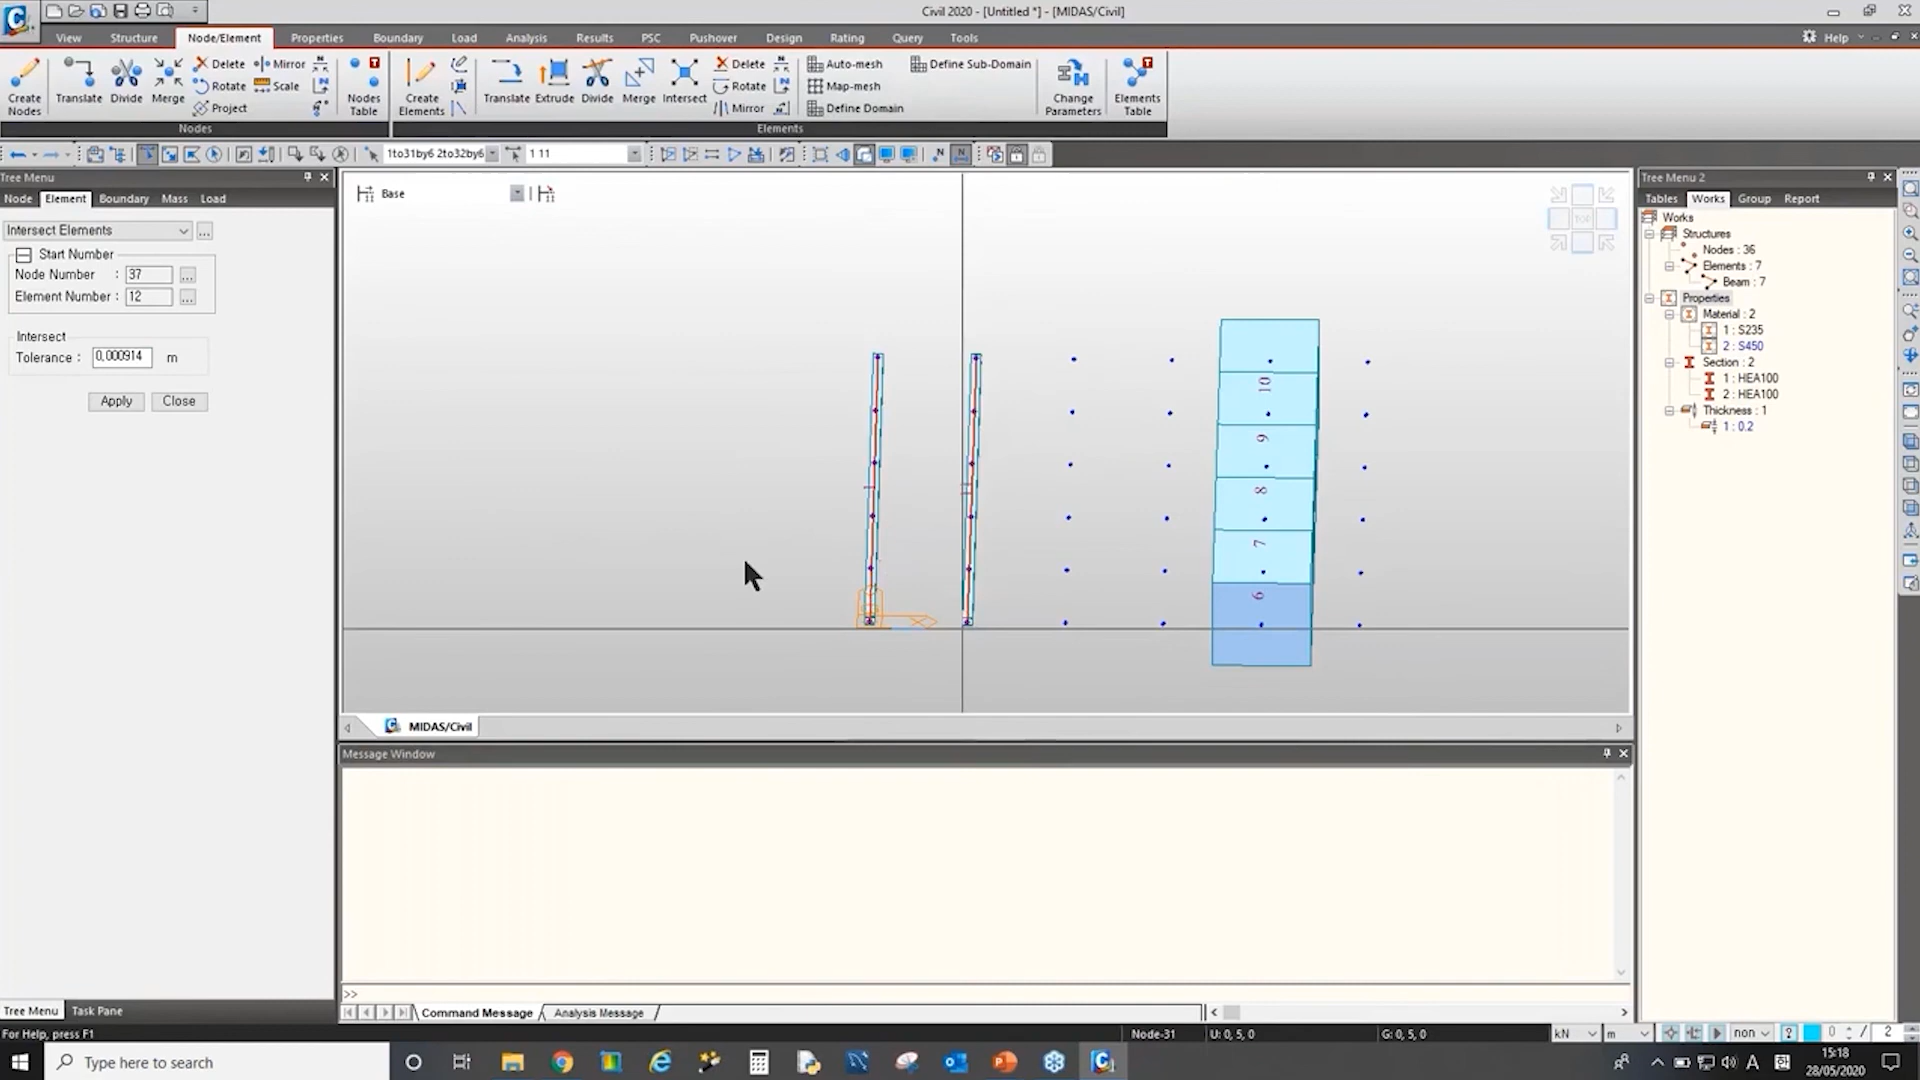 Civil 2020 - [Untitled *] - [MIDAS/Civil]
View Structure Node/Element Properties Boundary Load Analysis Results PSC Pushover Design Rating Query Tools Help
Create Nodes
Translate Divide Merge
Delete Mirror
Rotate Scale
Project
Nodes Table
Create Elements
Translate Extrude Divide Merge Intersect
Delete
Rotate
Mirror
Auto-mesh Define Sub-Domain
Map-mesh
Define Domain
Change Parameters
Elements Table
Nodes
Elements
1to31by6 2to32by6 1 11
Tree Menu
Node Element Boundary Mass Load
Intersect Elements ...
Start Number
Node Number : 37 ...
Element Number : 12 ...
Intersect
Tolerance : 0,000914 m
Apply Close
Base
TOP
1
11
10
9
8
7
6
MIDAS/Civil
Message Window
>>
Command Message Analysis Message
Tree Menu Task Pane
Tree Menu 2
Tables Works Group Report
Works
Structures
Nodes : 36
Elements : 7
Beam : 7
Properties
Material : 2
1 : S235
2 : S450
Section : 2
1 : HEA100
2 : HEA100
Thickness : 1
1 : 0.2
For Help, press F1
Node-31 U: 0, 5, 0 G: 0, 5, 0 kN m non ? 0 / 2
Type here to search
A
15:18
28/05/2020